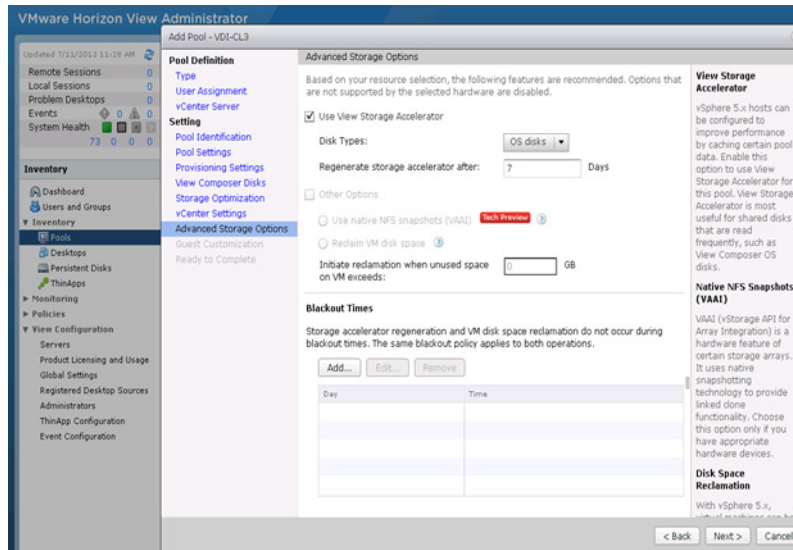 VMware Horizon View Administrator
Updated 7/11/2013 11:28 AM
Remote Sessions 0
Local Sessions 0
Problem Desktops 0
Events 0 0
System Health
73 0 0 0
Inventory
Dashboard
Users and Groups
Inventory
Pools
Desktops
Persistent Disks
ThinApps
Monitoring
Policies
View Configuration
Servers
Product Licensing and Usage
Global Settings
Registered Desktop Sources
Administrators
ThinApp Configuration
Event Configuration
Add Pool - VDI-CL3
Pool Definition
Type
User Assignment
vCenter Server
Setting
Pool Identification
Pool Settings
Provisioning Settings
View Composer Disks
Storage Optimization
vCenter Settings
Advanced Storage Options
Guest Customization
Ready to Complete
Advanced Storage Options
Based on your resource selection, the following features are recommended. Options that
are not supported by the selected hardware are disabled.
Use View Storage Accelerator
Disk Types: OS disks
Regenerate storage accelerator after: 7 Days
Other Options
Use native NFS snapshots (VAAI) Tech Preview ?
Reclaim VM disk space ?
Initiate reclamation when unused space
on VM exceeds: 0 GB
Blackout Times
Storage accelerator regeneration and VM disk space reclamation do not occur during
blackout times. The same blackout policy applies to both operations.
Add... Edit... Remove
Day Time
View Storage
Accelerator
vSphere 5.x hosts can
be configured to
improve performance
by caching certain pool
data. Enable this
option to use View
Storage Accelerator for
this pool. View Storage
Accelerator is most
useful for shared disks
that are read
frequently, such as
View Composer OS
disks.
Native NFS Snapshots
(VAAI)
VAAI (vStorage API for
Array Integration) is a
hardware feature of
certain storage arrays.
It uses native
snapshotting
technology to provide
linked clone
functionality. Choose
this option only if you
have appropriate
hardware devices.
Disk Space
Reclamation
With vSphere 5.x,
< Back Next > Cancel